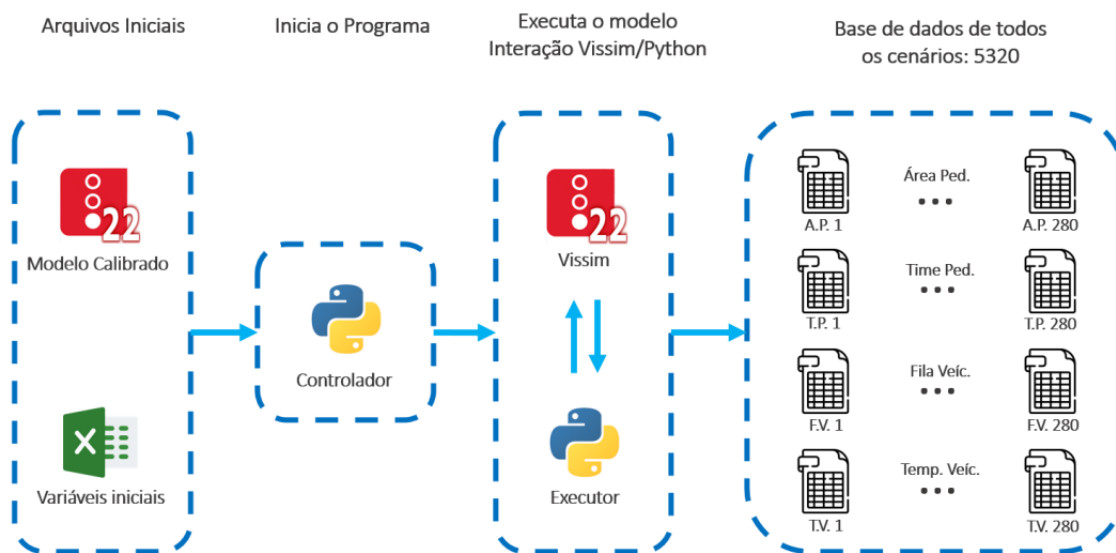 Arquivos Iniciais
Inicia o Programa
Executa o modelo
Interação Vissim/Python
Base de dados de todos
os cenários: 5320
22
Modelo Calibrado
Variáveis iniciais
Controlador
22
Vissim
Executor
Área Ped.
A.P. 1
A.P. 280
Time Ped.
T.P. 1
T.P. 280
Fila Veíc.
F.V. 1
F.V. 280
Temp. Veíc.
T.V. 1
T.V. 280